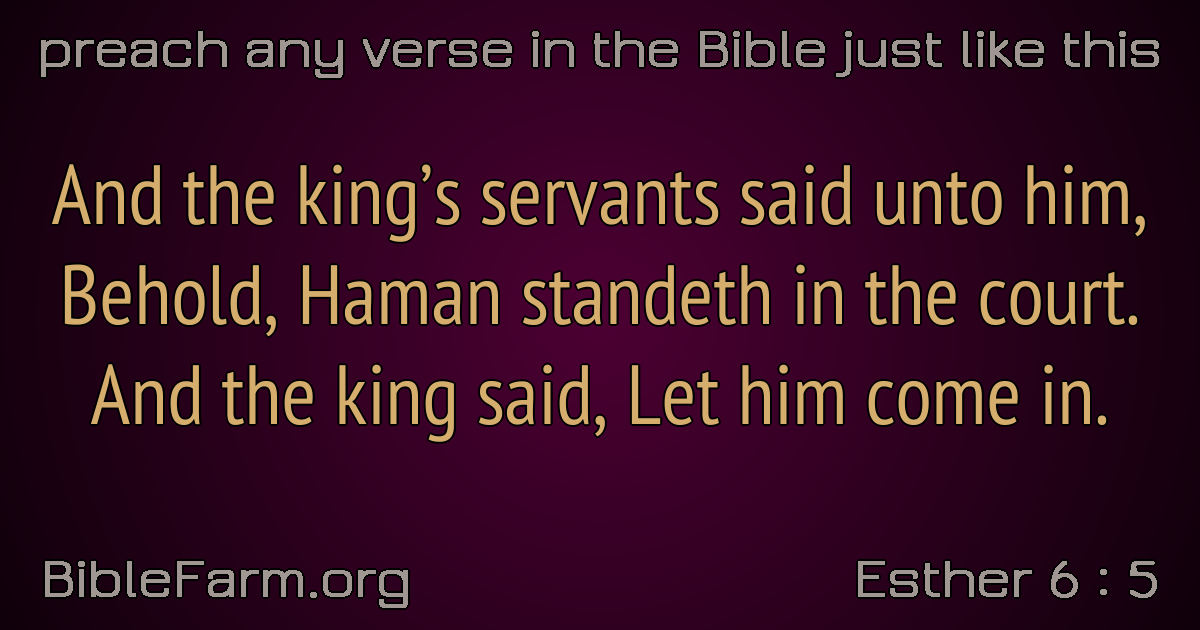 preach any verse in the Bible just like this
And the king’s servants said unto him,
Behold, Haman standeth in the court.
And the king said, Let him come in.
BibleFarm.org
Esther 6 : 5